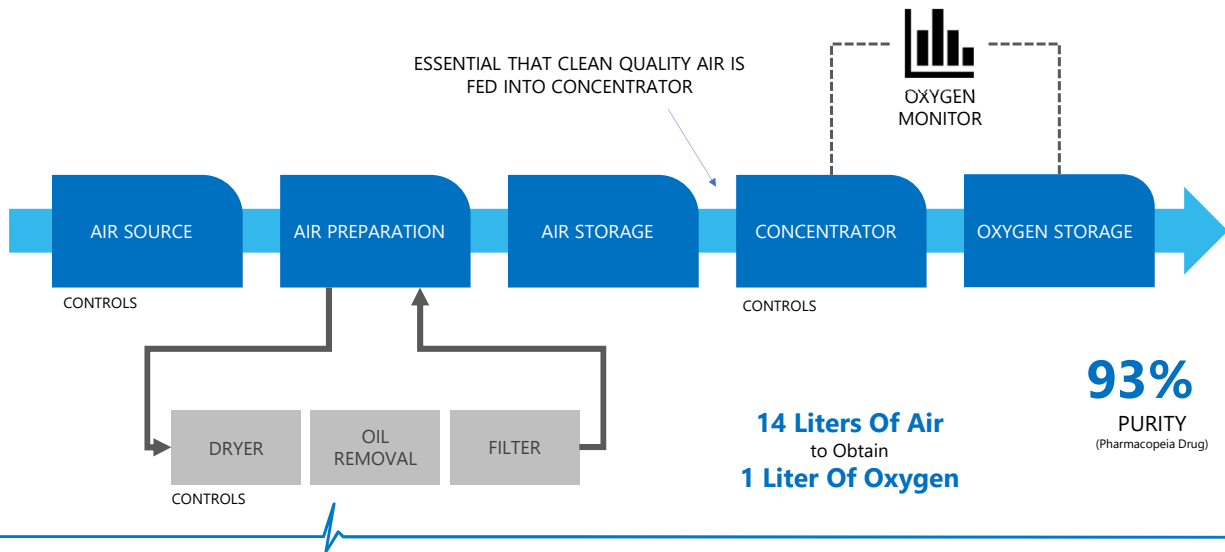 ESSENTIAL THAT CLEAN QUALITY AIR IS
FED INTO CONCENTRATOR
OXYGEN
MONITOR
AIR SOURCE
AIR PREPARATION
AIR STORAGE
CONCENTRATOR
OXYGEN STORAGE
CONTROLS
CONTROLS
DRYER
OIL
REMOVAL
FILTER
CONTROLS
14 Liters Of Air
to Obtain
1 Liter Of Oxygen
93%
PURITY
(Pharmacopeia Drug)